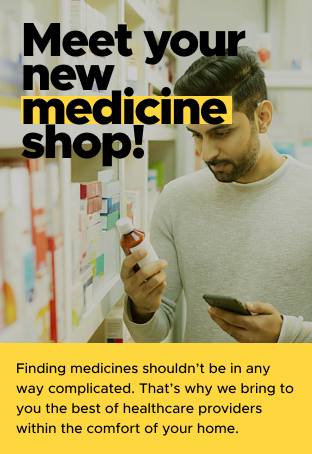 Meet your
new
medicine
shop!
Finding medicines shouldn't be in any
way complicated. That's why we bring to
you the best of healthcare providers
within the comfort of your home.